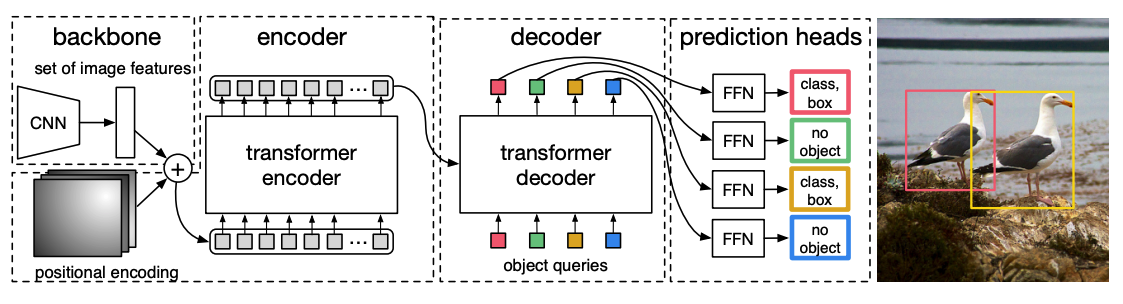 backbone
set of image features
CNN
+
positional encoding
encoder
...
transformer
encoder
...
decoder
transformer
decoder
object queries
prediction heads
FFN
class,
box
FFN
no
object
FFN
class,
box
FFN
no
object